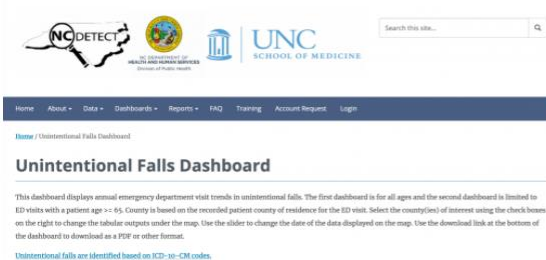 Search this site...
NC DETECT
NC DEPARTMENT OF
HEALTH AND HUMAN SERVICES
Division of Public Health
UNC
SCHOOL OF MEDICINE
Home About Data Dashboards Reports FAQ Training Account Request Login
Home / Unintentional Falls Dashboard
Unintentional Falls Dashboard
This dashboard displays annual emergency department visit trends in unintentional falls. The first dashboard is for all ages and the second dashboard is limited to
ED visits with a patient age >= 65. County is based on the recorded patient county of residence for the ED visit. Select the county(ies) of interest using the check boxes
on the right to change the tabular outputs under the map. Use the slider to change the date of the data displayed on the map. Use the download link at the bottom of
the dashboard to download as a PDF or other format.
Unintentional falls are identified based on ICD-10-CM codes.